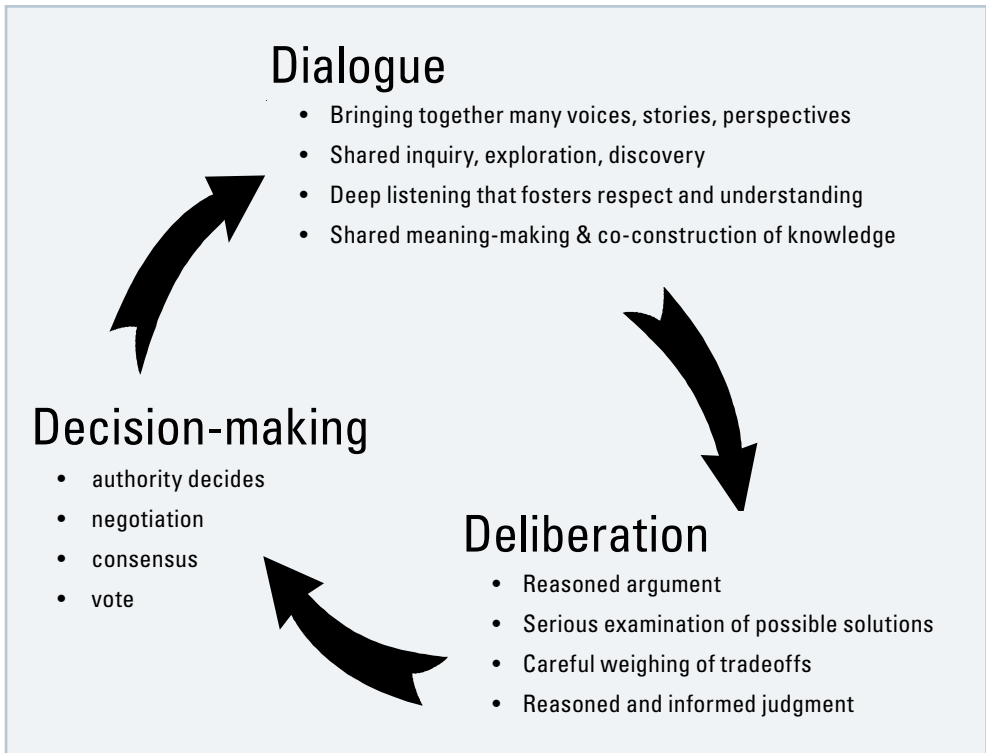 Dialogue
• Bringing together many voices, stories, perspectives
• Shared inquiry, exploration, discovery
• Deep listening that fosters respect and understanding
• Shared meaning-making & co-construction of knowledge
Decision-making
• authority decides
• negotiation
• consensus
• vote
Deliberation
• Reasoned argument
• Serious examination of possible solutions
• Careful weighing of tradeoffs
• Reasoned and informed judgment